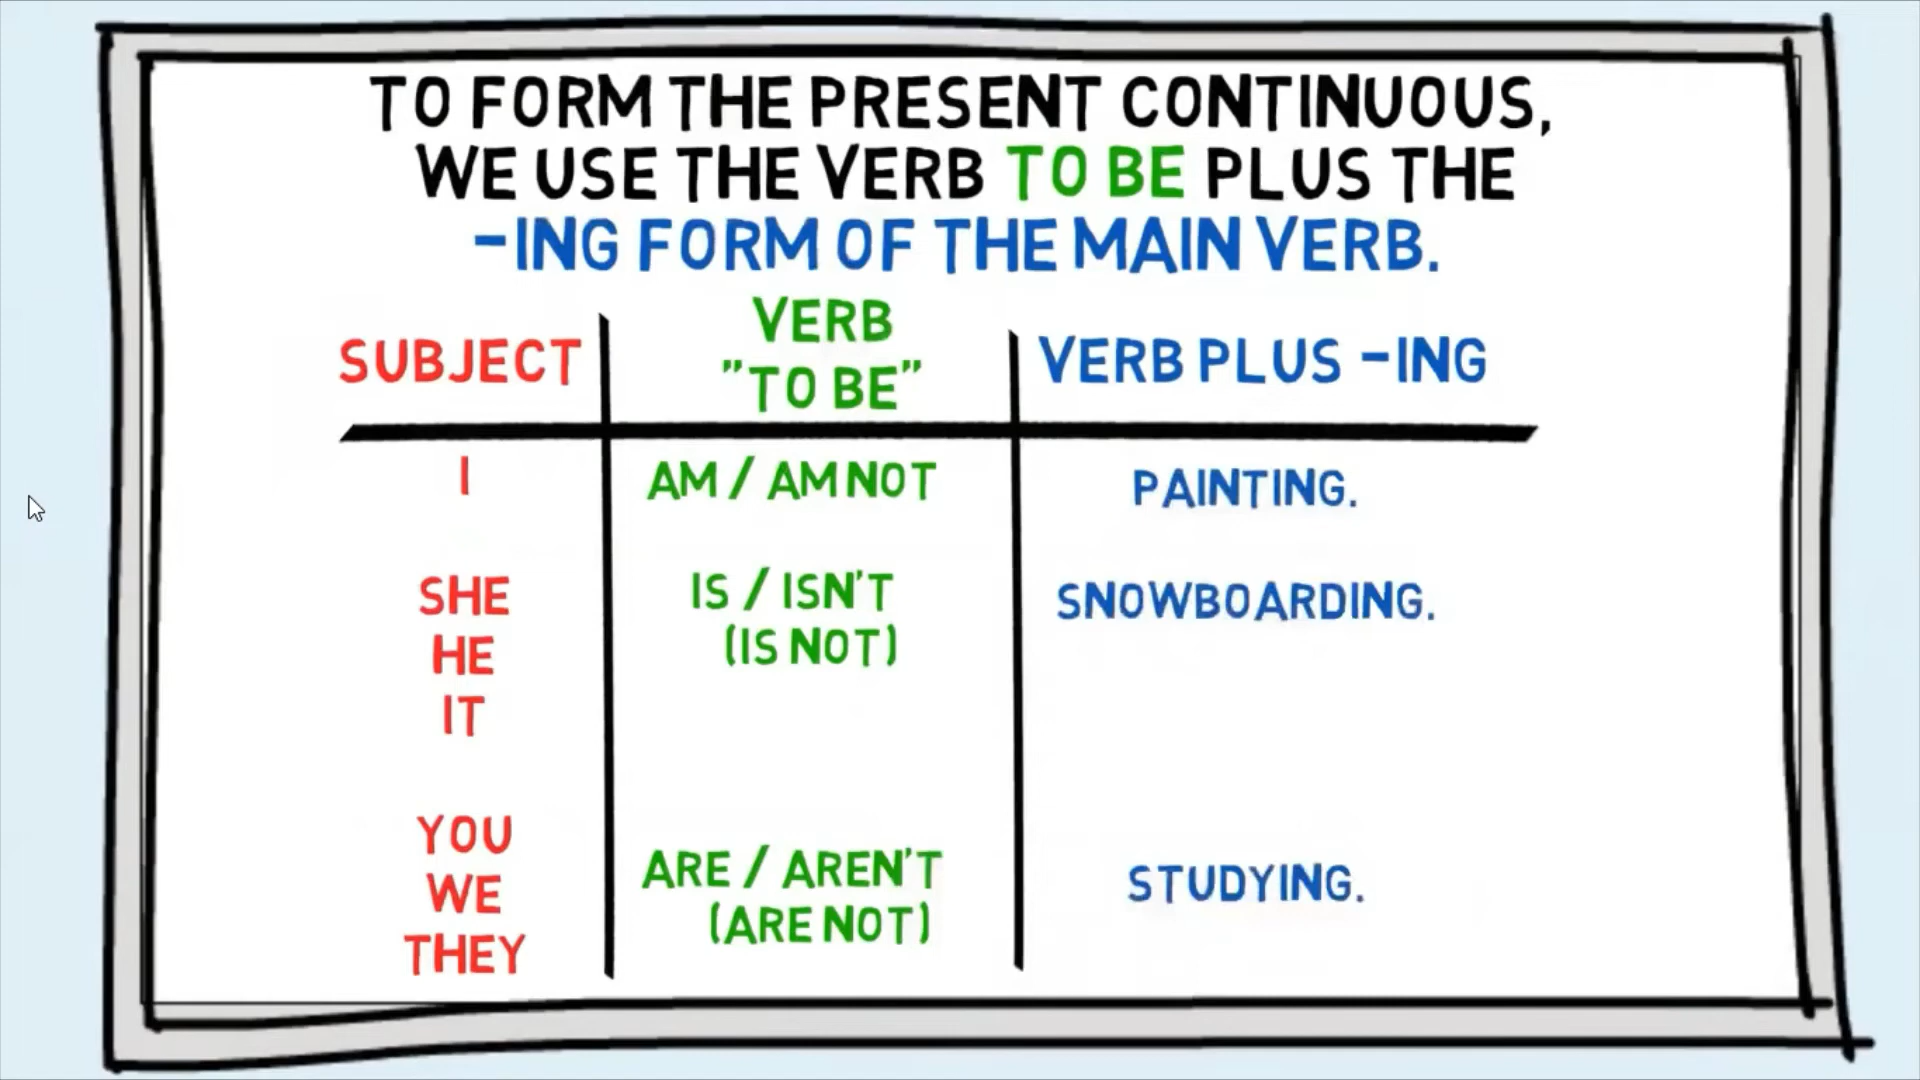 TO FORM THE PRESENT CONTINUOUS,
WE USE THE VERB TO BE PLUS THE
-ING FORM OF THE MAIN VERB.
SUBJECT
VERB
"TO BE"
VERB PLUS -ING
I
AM / AM NOT
PAINTING.
SHE
HE
IT
IS / ISN'T
(IS NOT)
SNOWBOARDING.
YOU
WE
THEY
ARE / AREN'T
(ARE NOT)
STUDYING.